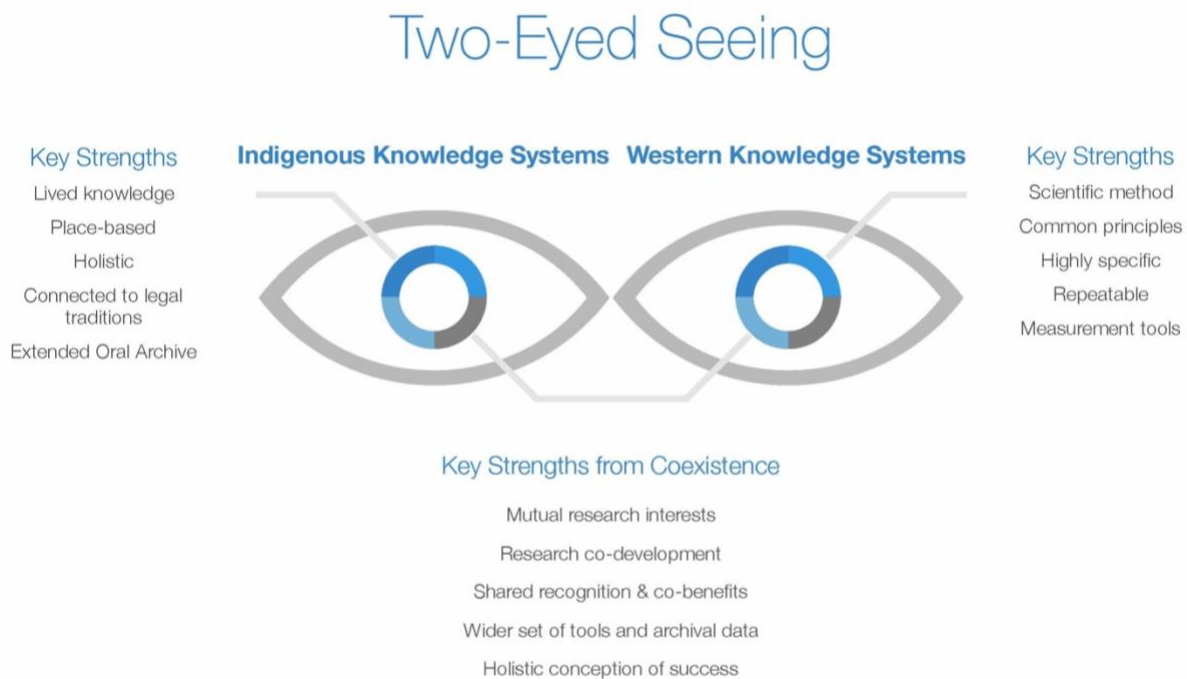 Two-Eyed Seeing
Key Strengths
Lived knowledge
Place-based
Holistic
Connected to legal
traditions
Extended Oral Archive
Indigenous Knowledge Systems
Western Knowledge Systems
Key Strengths
Scientific method
Common principles
Highly specific
Repeatable
Measurement tools
Key Strengths from Coexistence
Mutual research interests
Research co-development
Shared recognition & co-benefits
Wider set of tools and archival data
Holistic conception of success